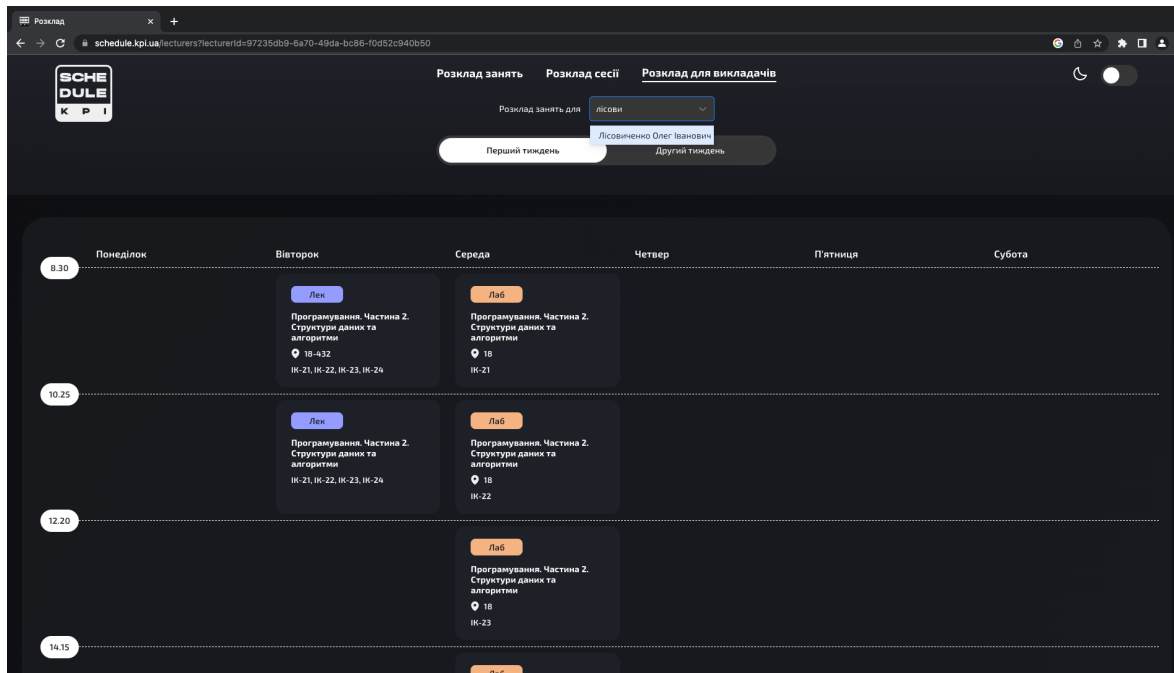 Розклад
schedule.kpi.ua/lecturers?lecturerId=97235db9-6a70-49da-bc86-f0d52c940b50
SCHE
DULE
KPI
Розклад занять
Розклад сесії
Розклад для викладачів
Розклад занять для
лісови
Лісовиченко Олег Іванович
Перший тиждень
Другий тиждень
Понеділок
Вівторок
Середа
Четвер
П'ятниця
Субота
8.30
Лек
Програмування. Частина 2.
Структури даних та
алгоритми
18-432
ІК-21, ІК-22, ІК-23, ІК-24
Лаб
Програмування. Частина 2.
Структури даних та
алгоритми
18
ІК-21
10.25
Лек
Програмування. Частина 2.
Структури даних та
алгоритми
ІК-21, ІК-22, ІК-23, ІК-24
Лаб
Програмування. Частина 2.
Структури даних та
алгоритми
18
ІК-22
12.20
Лаб
Програмування. Частина 2.
Структури даних та
алгоритми
18
ІК-23
14.15
Лаб